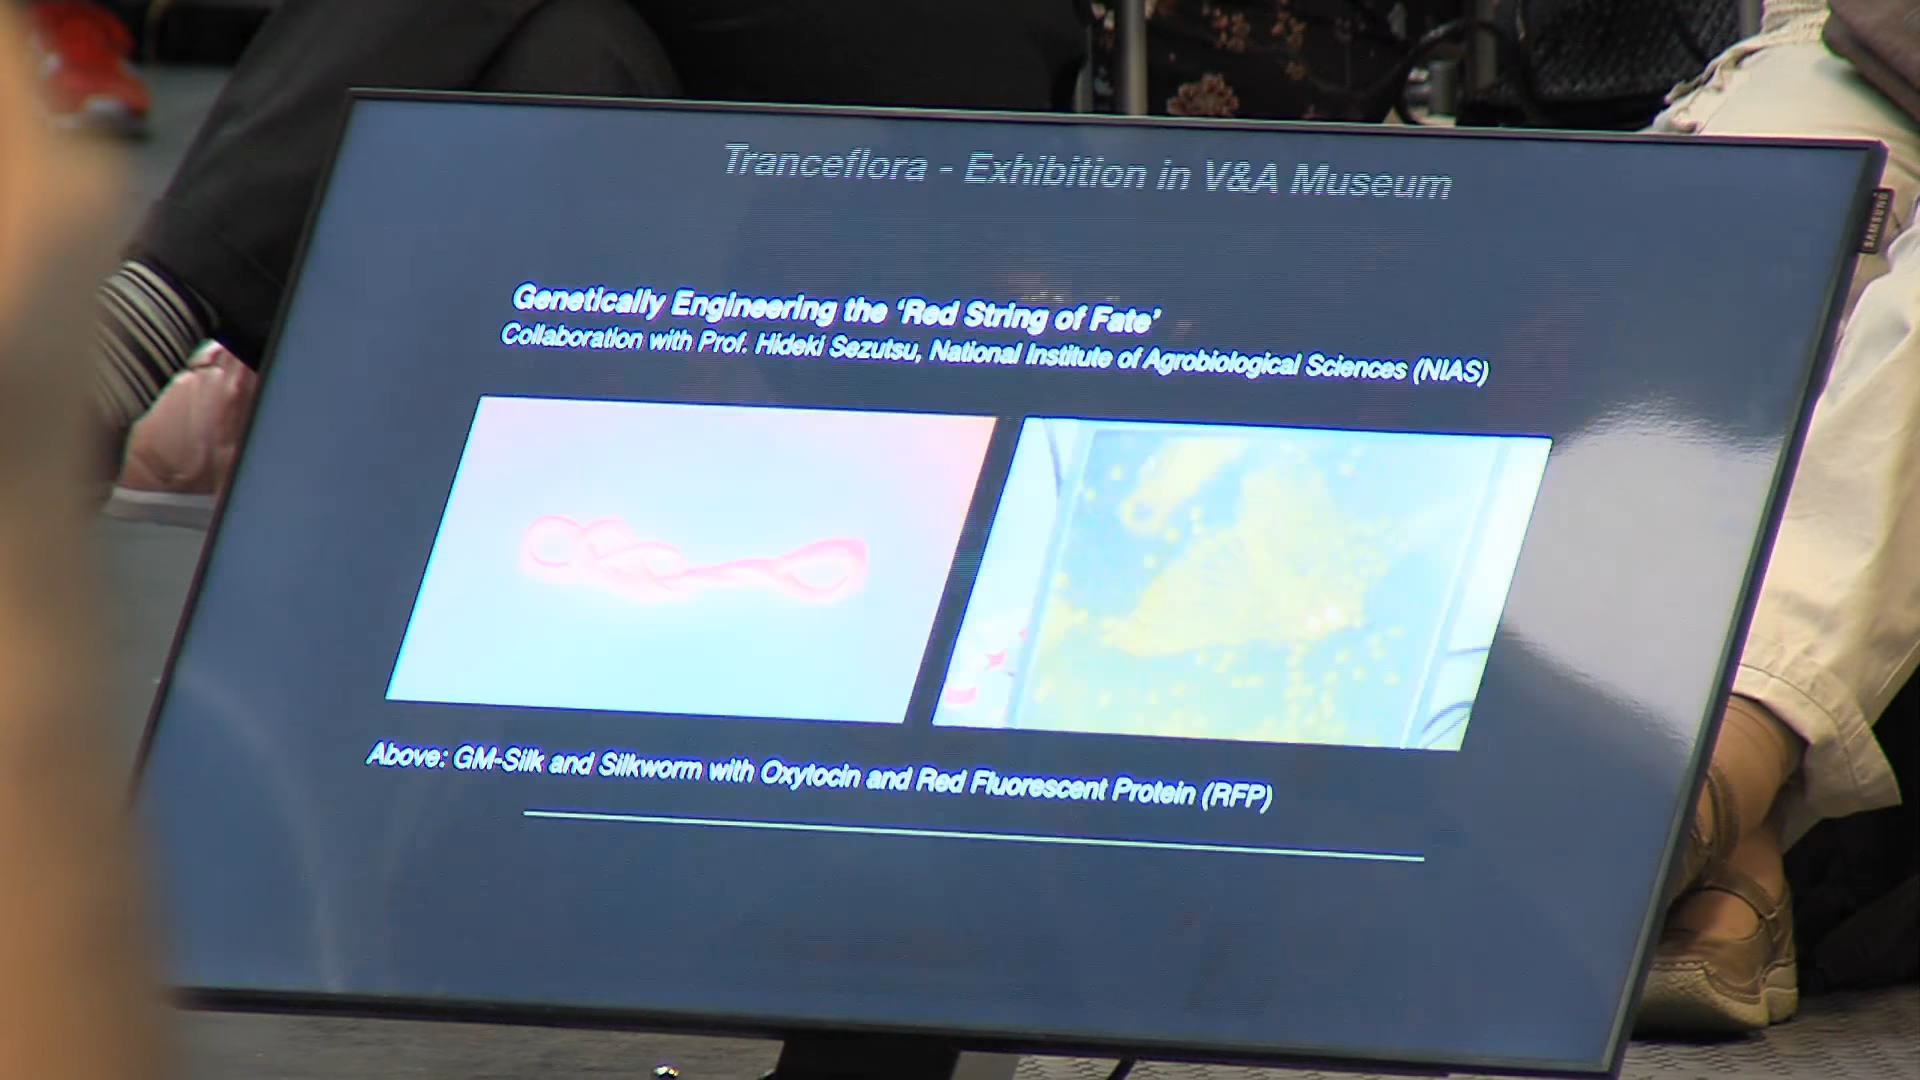 Tranceflora - Exhibition in V&A Museum
SAMSUNG
Genetically Engineering the ‘Red String of Fate’
Collaboration with Prof. Hideki Sezutsu, National Institute of Agrobiological Sciences (NIAS)
Above: GM-Silk and Silkworm with Oxytocin and Red Fluorescent Protein (RFP)